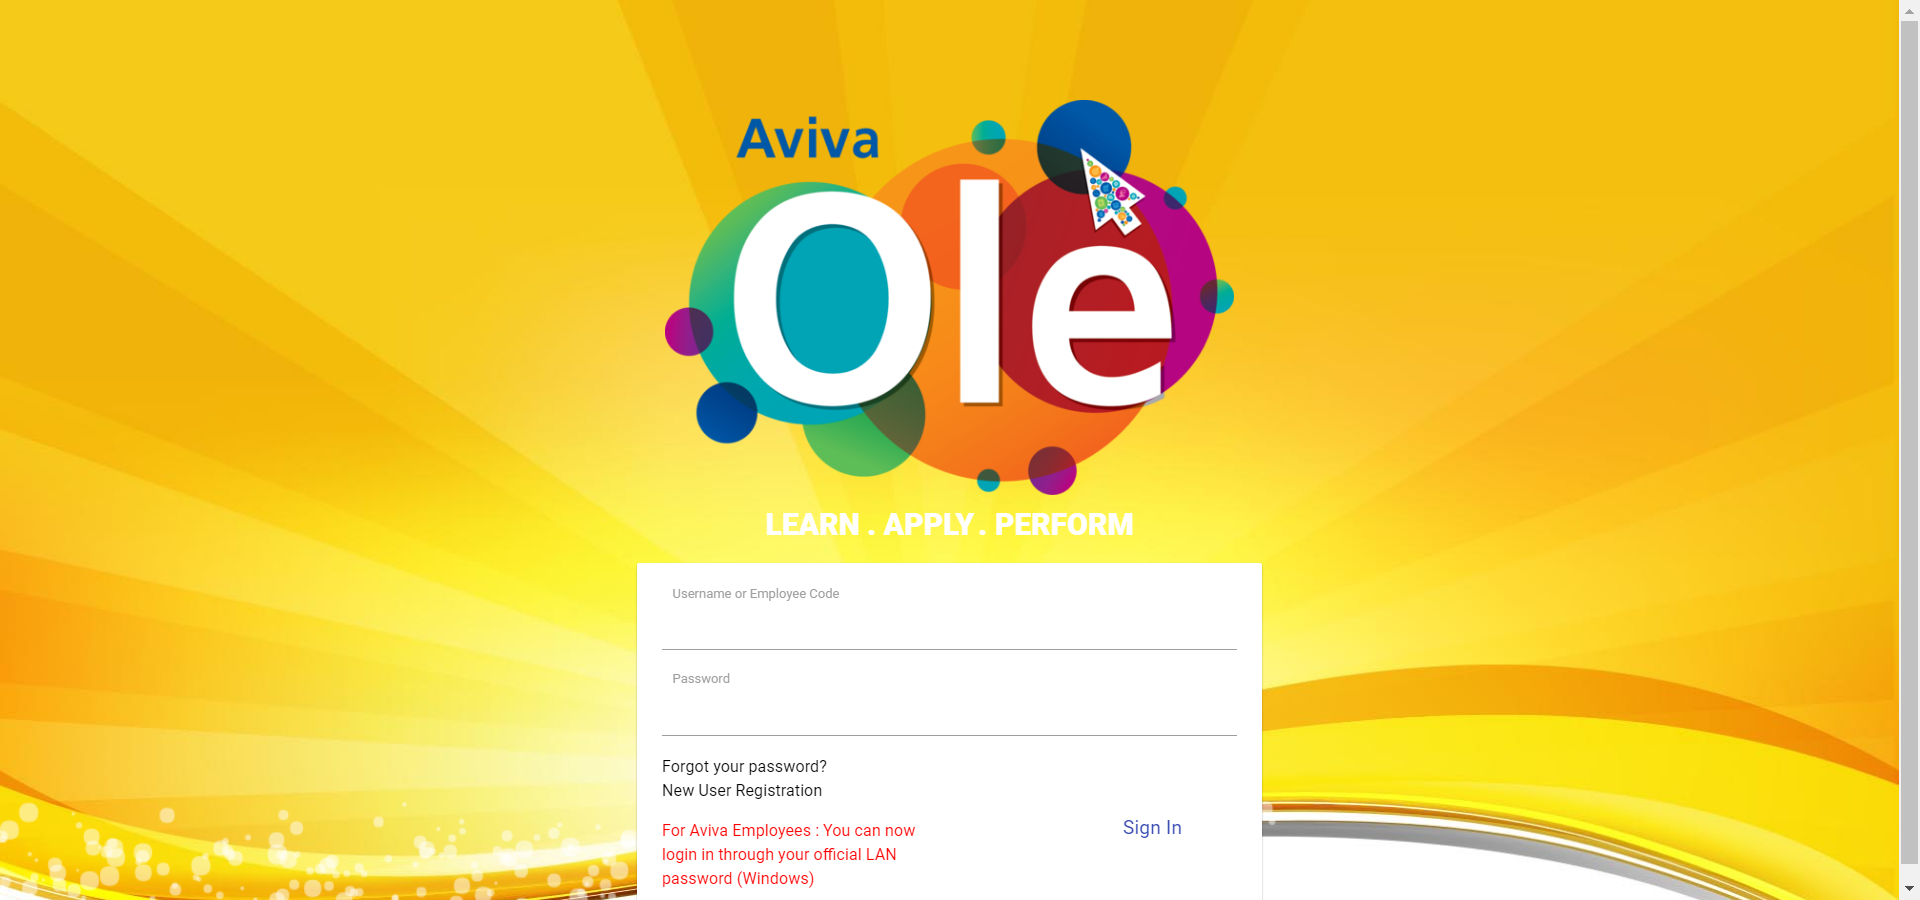 Aviva
Ole
LEARN . APPLY . PERFORM
Username or Employee Code
Password
Forgot your password?
New User Registration
For Aviva Employees : You can now
login in through your official LAN
password (Windows)
Sign In